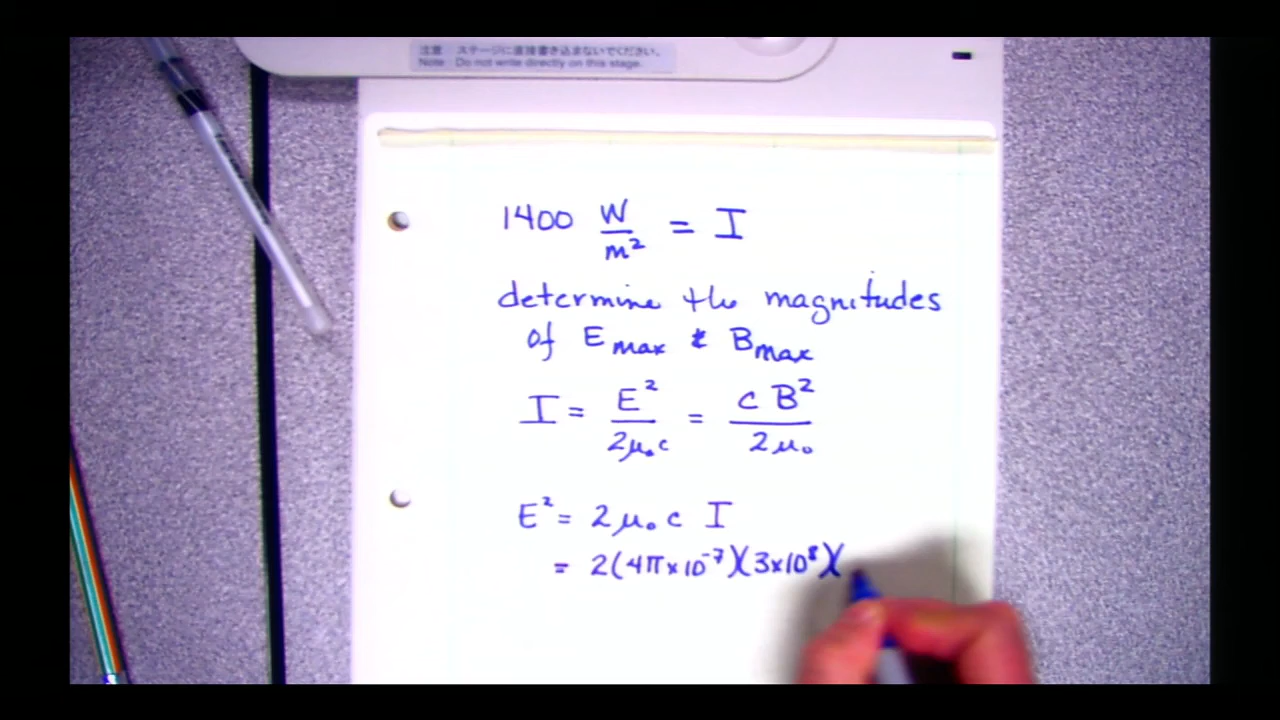 注意 : ステージに直接書き込まないでください。
Note : Do not write directly on this stage.
1400 W/m² = I
determine the magnitudes
of E max & B max
I = E²/2μ₀c = cB²/2μ₀
E² = 2μ₀c I
= 2(4π×10⁻⁷)(3×10⁸)(